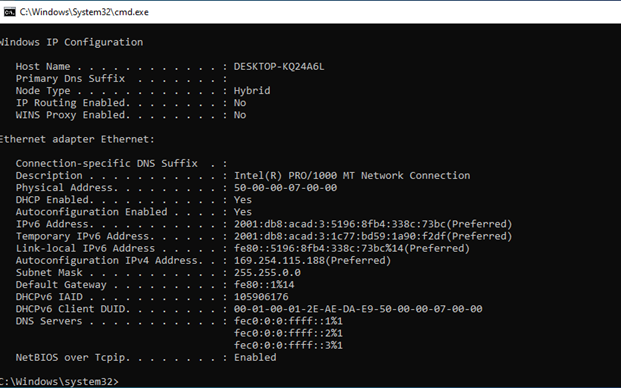 C:\Windows\System32\cmd.exe
Windows IP Configuration
Host Name . . . . . . . . . . . . : DESKTOP-KQ24A6L
Primary Dns Suffix . . . . . . . :
Node Type . . . . . . . . . . . . : Hybrid
IP Routing Enabled. . . . . . . . : No
WINS Proxy Enabled. . . . . . . . : No
Ethernet adapter Ethernet:
Connection-specific DNS Suffix . :
Description . . . . . . . . . . . : Intel(R) PRO/1000 MT Network Connection
Physical Address. . . . . . . . . : 50-00-00-07-00-00
DHCP Enabled. . . . . . . . . . . : Yes
Autoconfiguration Enabled . . . . : Yes
IPv6 Address. . . . . . . . . . . : 2001:db8:acad:3:5196:8fb4:338c:73bc(Preferred)
Temporary IPv6 Address. . . . . . : 2001:db8:acad:3:1c77:bd59:1a90:f2df(Preferred)
Link-local IPv6 Address . . . . . : fe80::5196:8fb4:338c:73bc%14(Preferred)
Autoconfiguration IPv4 Address. . : 169.254.115.188(Preferred)
Subnet Mask . . . . . . . . . . . : 255.255.0.0
Default Gateway . . . . . . . . . : fe80::1%14
DHCPv6 IAID . . . . . . . . . . . : 105906176
DHCPv6 Client DUID. . . . . . . . : 00-01-00-01-2E-AE-DA-E9-50-00-00-07-00-00
DNS Servers . . . . . . . . . . . : fec0:0:0:ffff::1%1
fec0:0:0:ffff::2%1
fec0:0:0:ffff::3%1
NetBIOS over Tcpip. . . . . . . . : Enabled
C:\Windows\system32>